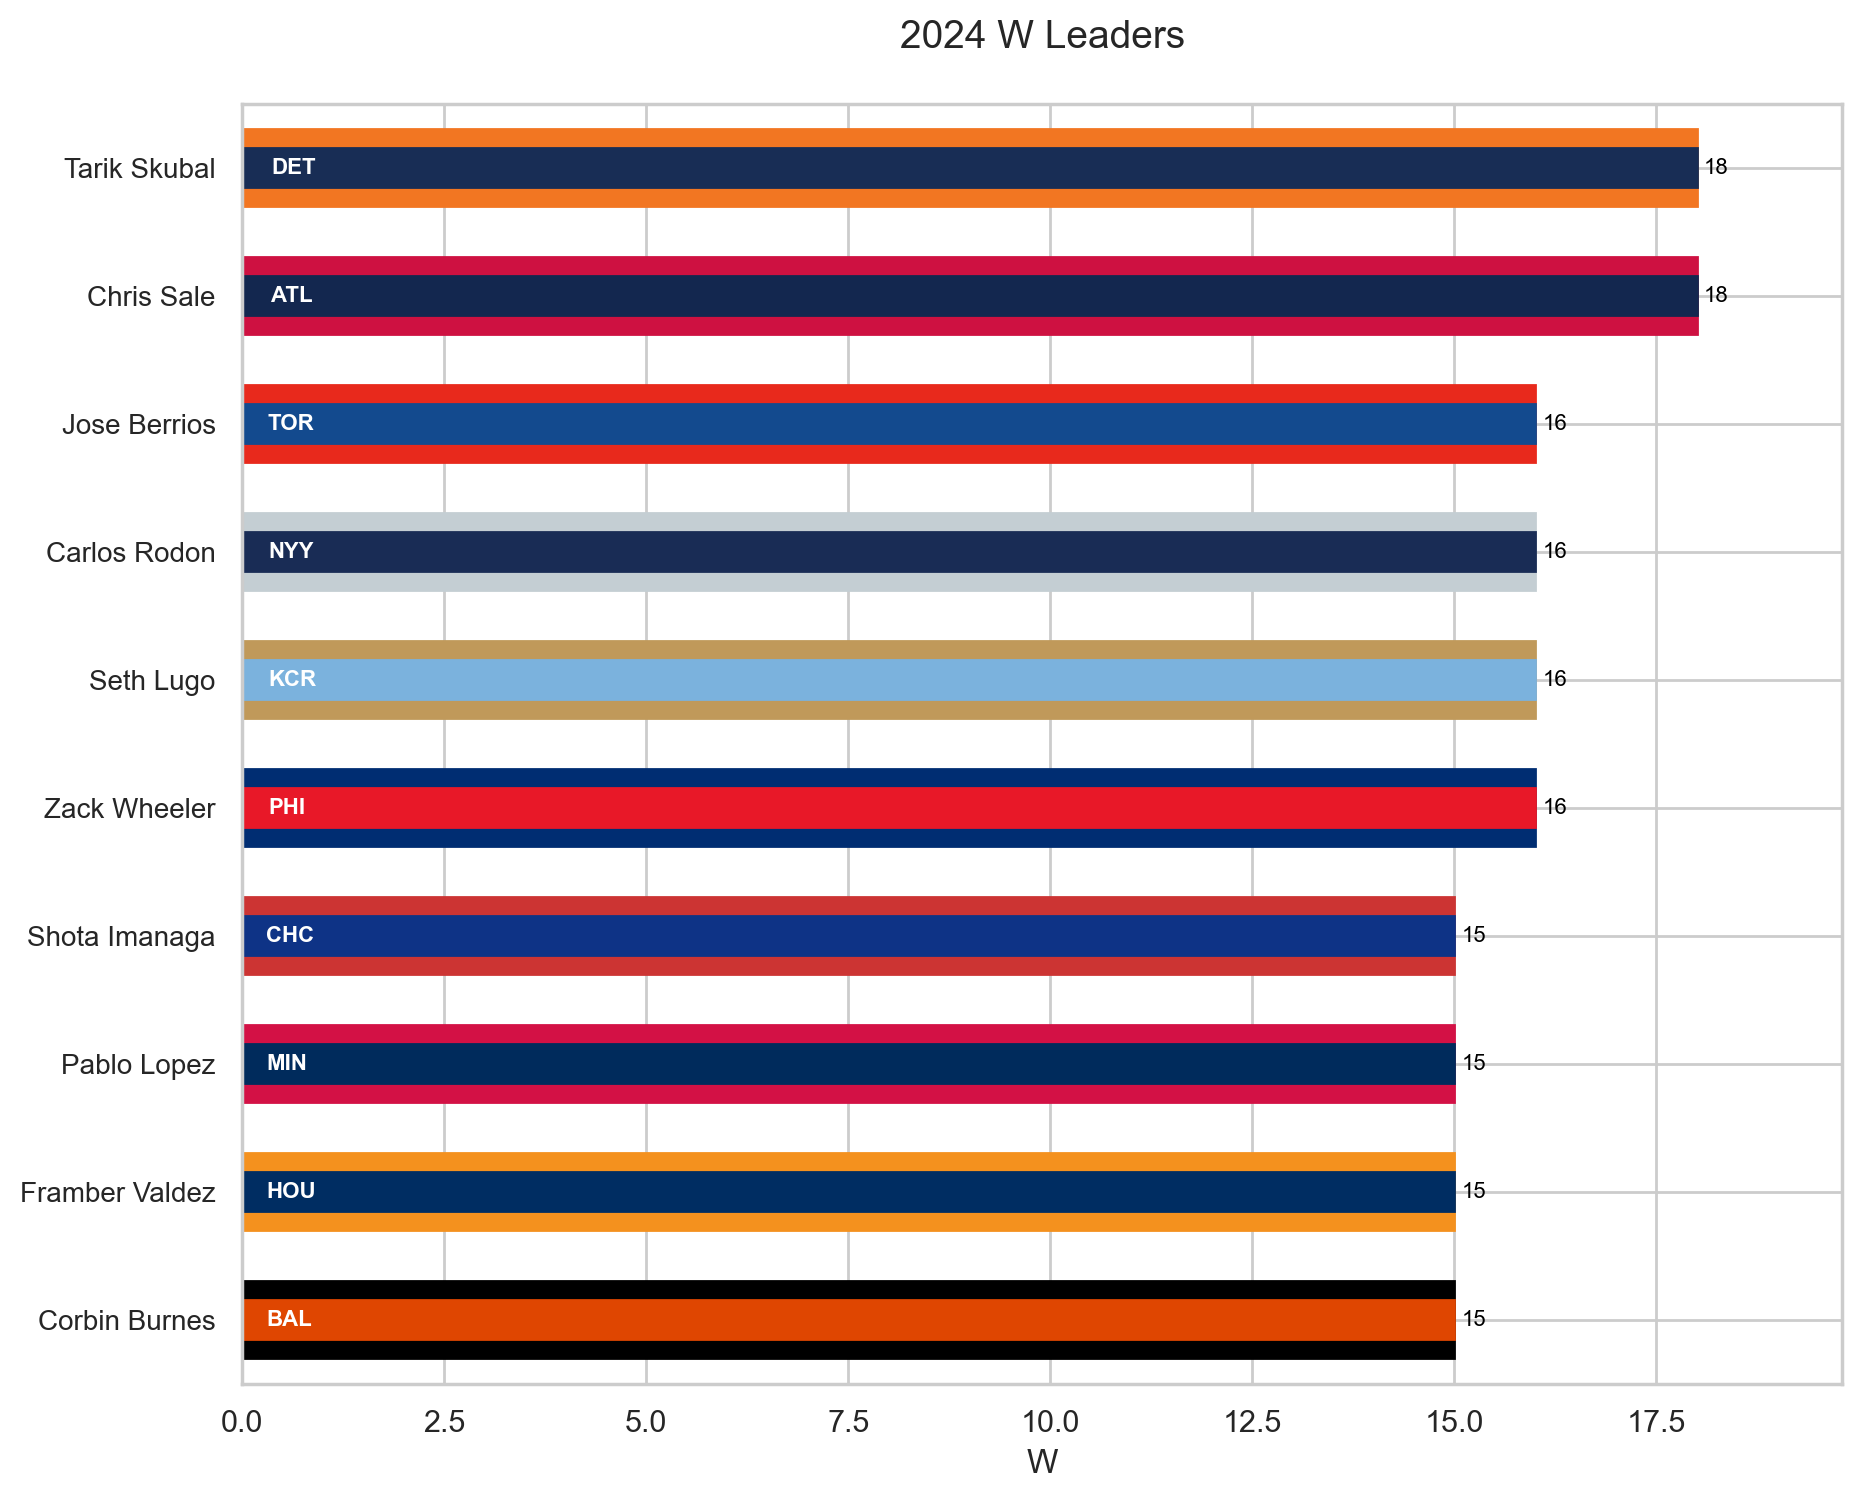 2024 W Leaders
Tarik Skubal DET 18
Chris Sale ATL 18
Jose Berrios TOR 16
Carlos Rodon NYY 16
Seth Lugo KCR 16
Zack Wheeler PHI 16
Shota Imanaga CHC 15
Pablo Lopez MIN 15
Framber Valdez HOU 15
Corbin Burnes BAL 15
0.0 2.5 5.0 7.5 10.0 12.5 15.0 17.5
W